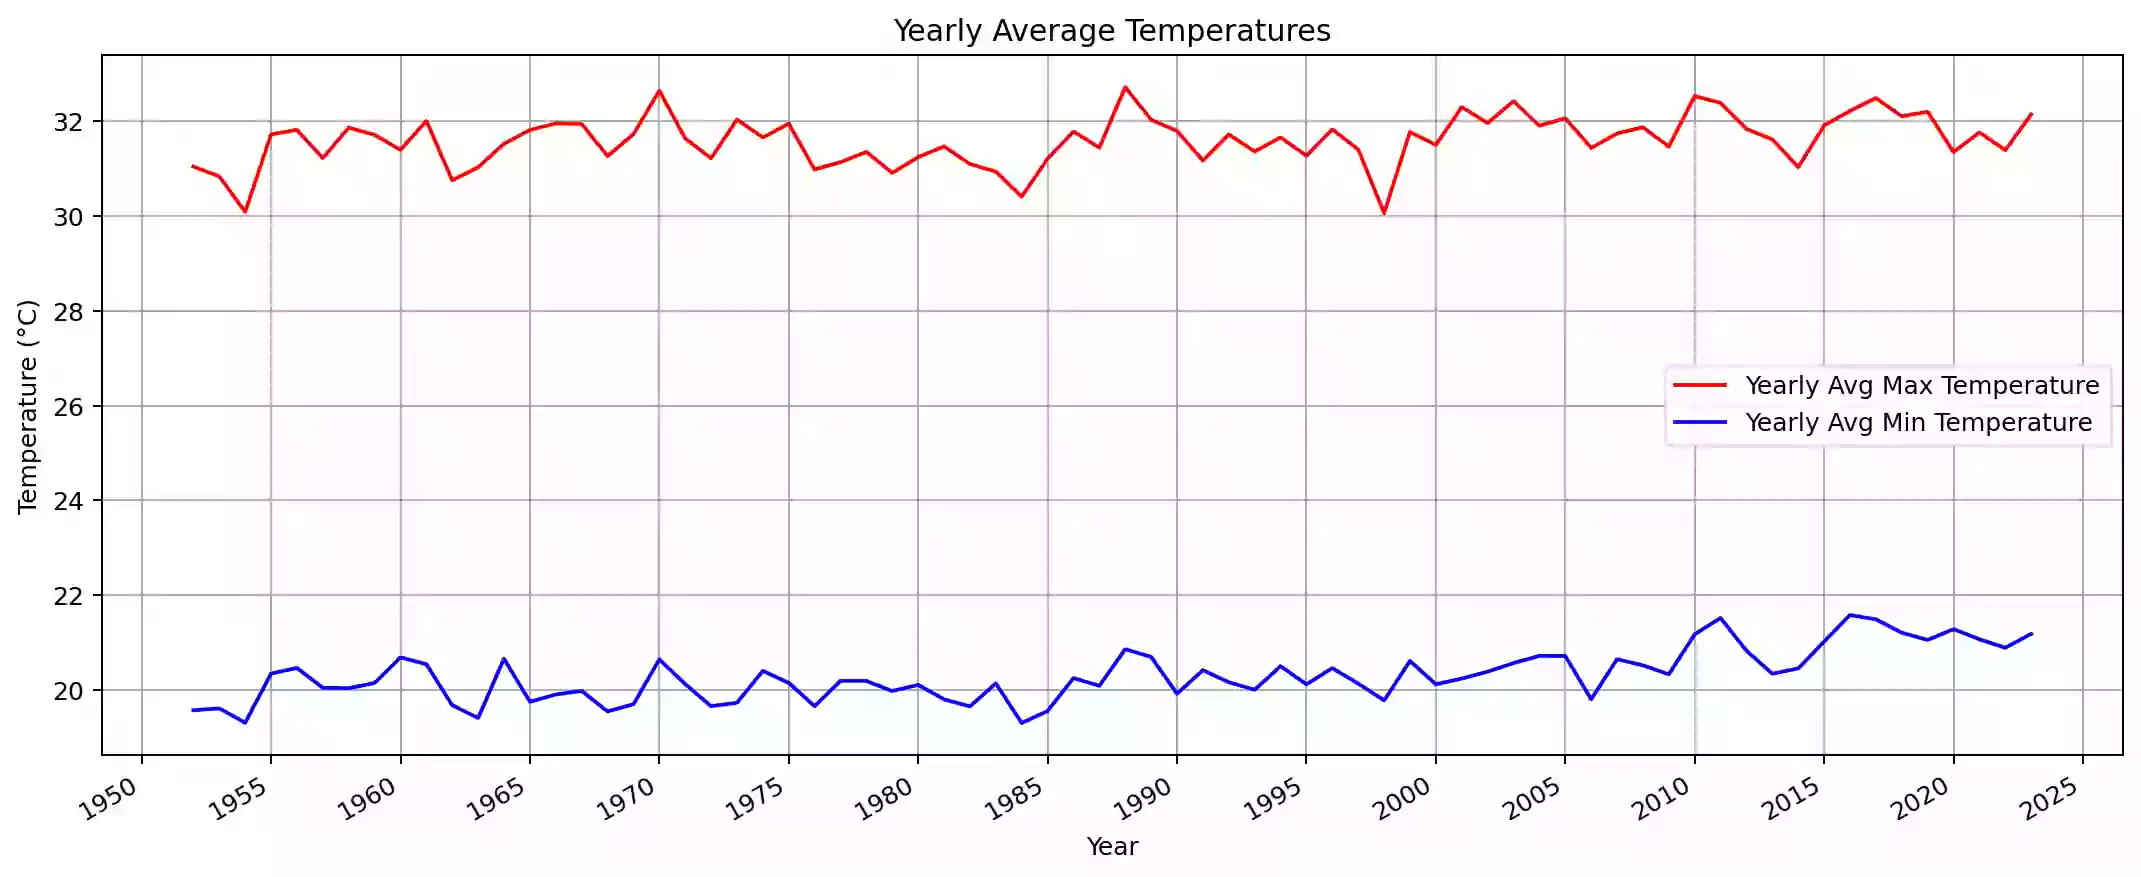 Yearly Average Temperatures
32
30
28
26
24
22
20
Temperature (°C)
Yearly Avg Max Temperature
Yearly Avg Min Temperature
1950 1955 1960 1965 1970 1975 1980 1985 1990 1995 2000 2005 2010 2015 2020 2025
Year